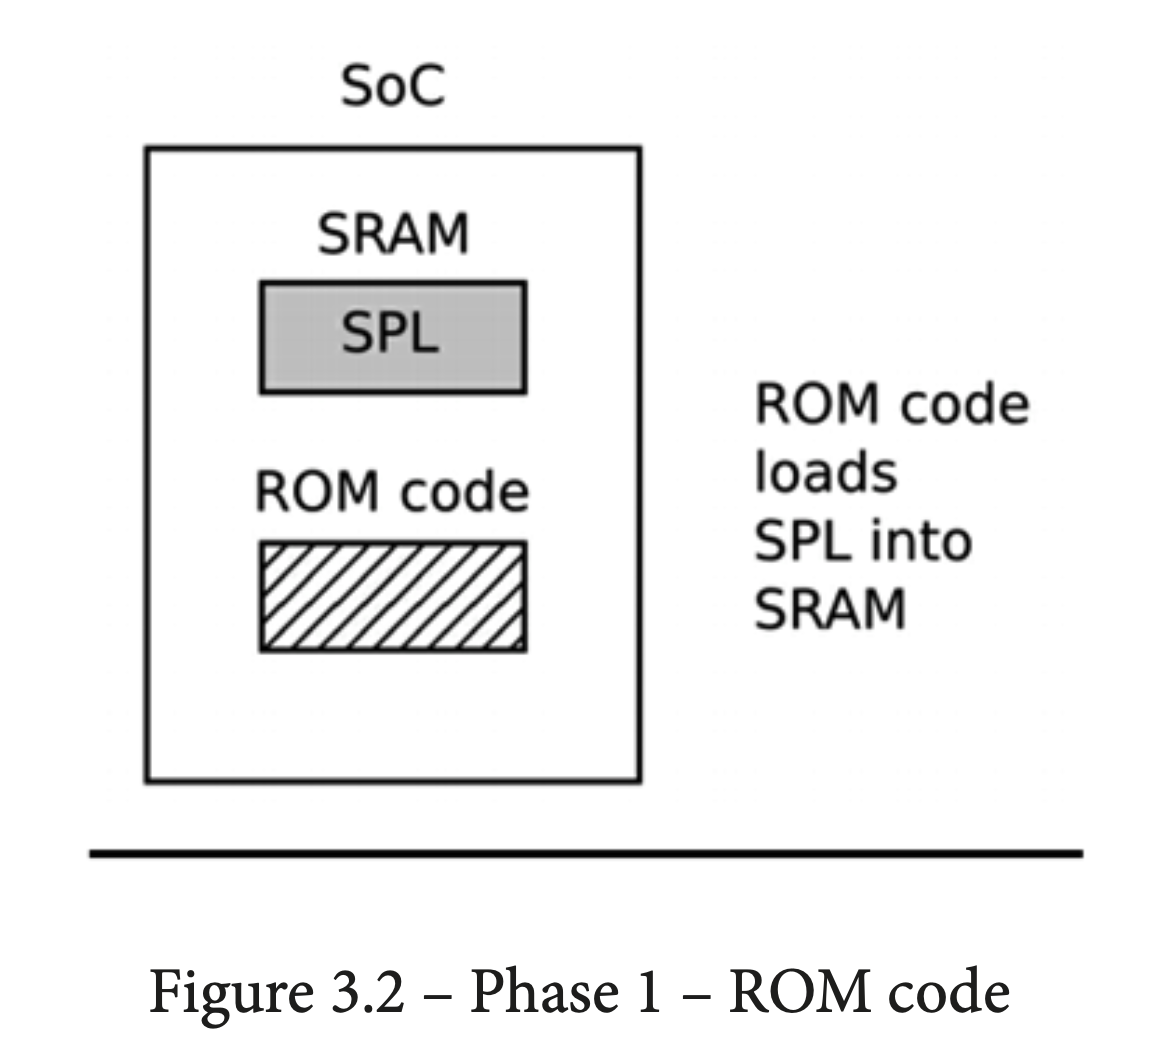 SoC
SRAM
SPL
ROM code
ROM code
loads
SPL into
SRAM
Figure 3.2 – Phase 1 – ROM code